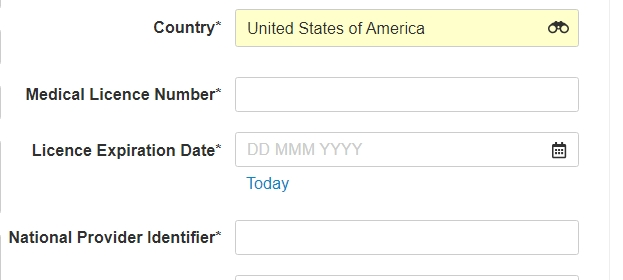 Country* United States of America
Medical Licence Number*
Licence Expiration Date* DD MMM YYYY
Today
National Provider Identifier*